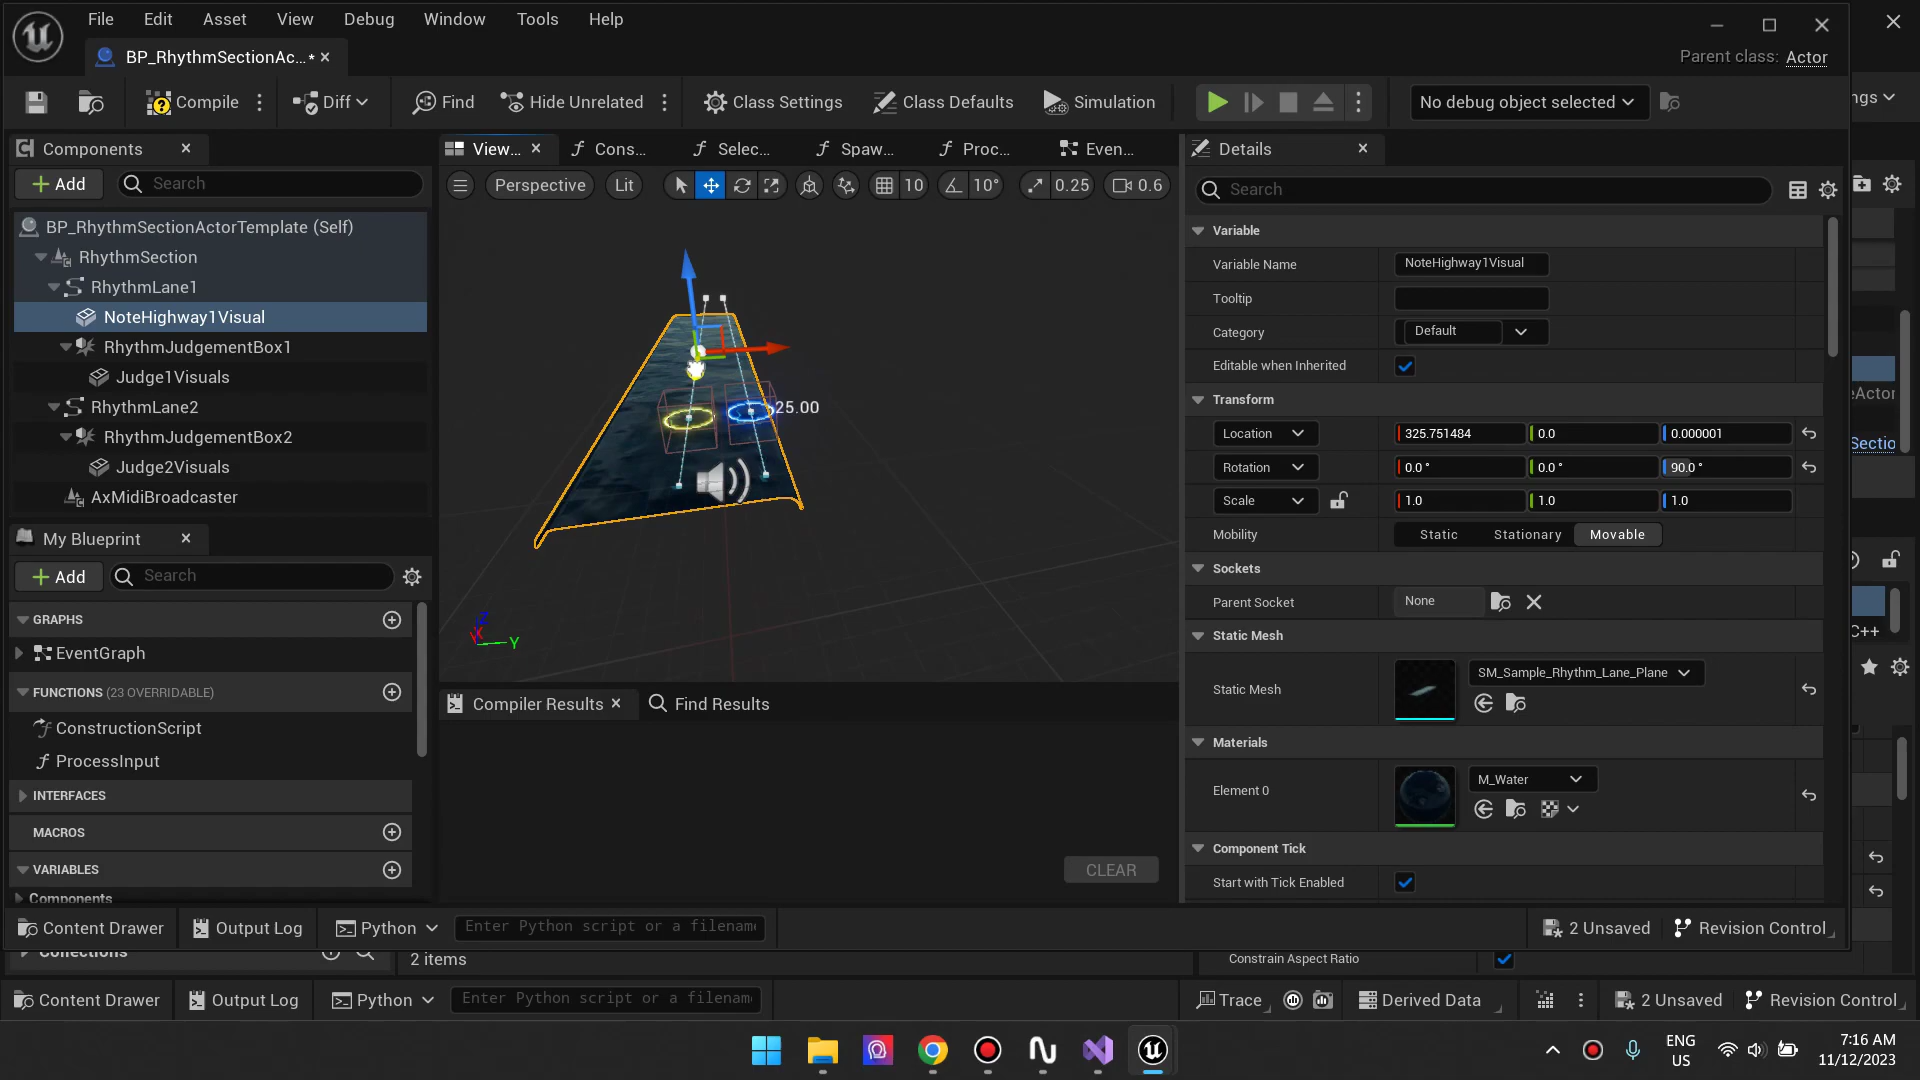 File Edit Asset View Debug Window Tools Help
BP_RhythmSectionAc...*
Parent class: Actor
Compile Diff Find Hide Unrelated Class Settings Class Defaults Simulation No debug object selected
ngs
Components
View... Cons... Selec... Spaw... Proc... Even...
Details
Add Search
Perspective Lit 10 10° 0.25 0.6
Search
BP_RhythmSectionActorTemplate (Self)
RhythmSection
RhythmLane1
NoteHighway1Visual
RhythmJudgementBox1
Judge1Visuals
RhythmLane2
RhythmJudgementBox2
Judge2Visuals
AxMidiBroadcaster
25.00
Z
X
Y
Variable
Variable Name NoteHighway1Visual
Tooltip
Category Default
Editable when Inherited
Transform
Location 325.751484 0.0 0.000001
Rotation 0.0 ° 0.0 ° 90.0 °
Scale 1.0 1.0 1.0
Mobility Static Stationary Movable
Sockets
Parent Socket None
Static Mesh
Static Mesh SM_Sample_Rhythm_Lane_Plane
Materials
Element 0 M_Water
Component Tick
Start with Tick Enabled
eActor
Sectio
C++
My Blueprint
Add Search
GRAPHS
EventGraph
FUNCTIONS (23 OVERRIDABLE)
ConstructionScript
ProcessInput
INTERFACES
MACROS
VARIABLES
Components
Compiler Results Find Results
CLEAR
Content Drawer Output Log Python Enter Python script or a filename 2 Unsaved Revision Control
Collections 2 items Constrain Aspect Ratio
Content Drawer Output Log Python Enter Python script or a filename Trace Derived Data 2 Unsaved Revision Control
ENG
US
7:16 AM
11/12/2023